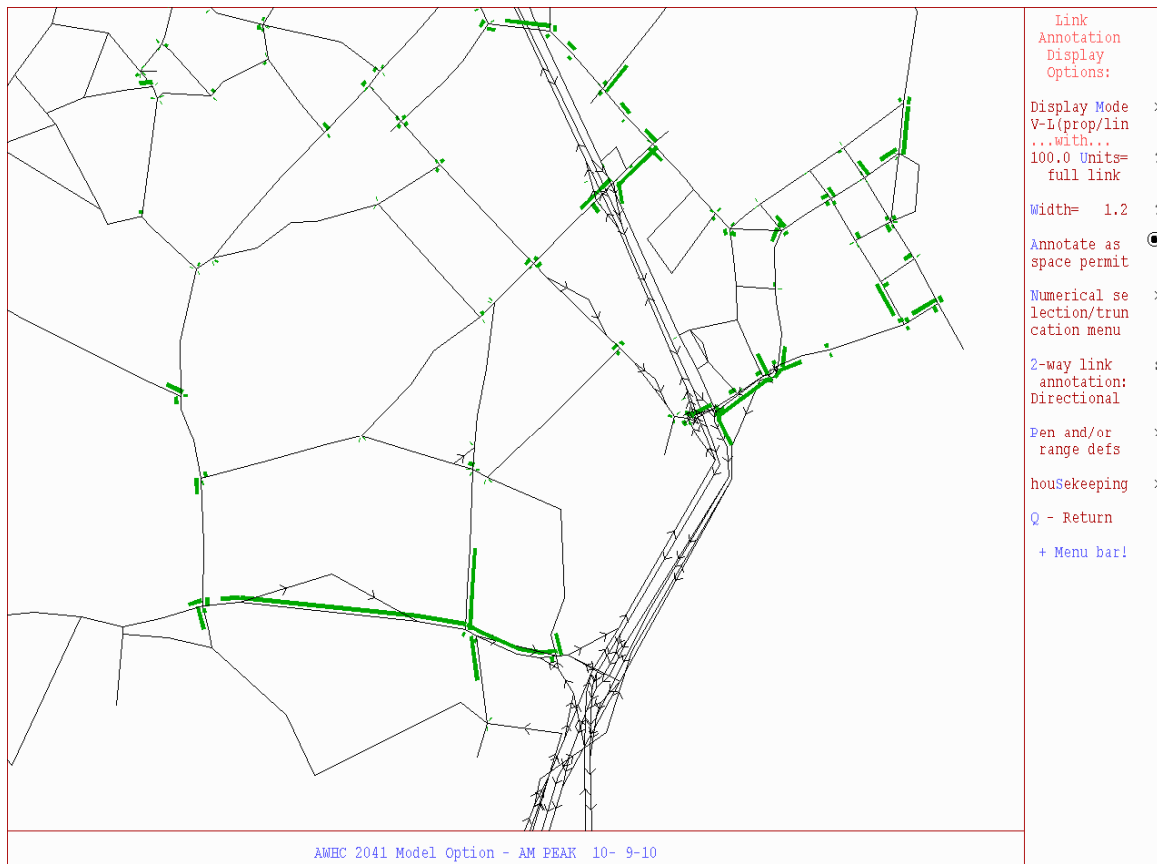 Link
Annotation
Display
Options:
Display Mode
V-L(prop/lin
...with...
100.0 Units=
full link
Width= 1.2
Annotate as
space permit
Numerical se
lection/trun
cation menu
2-way link
annotation:
Directional
Pen and/or
range defs
houSekeeping
Q - Return
+ Menu bar!
AWHC 2041 Model Option - AM PEAK 10- 9-10